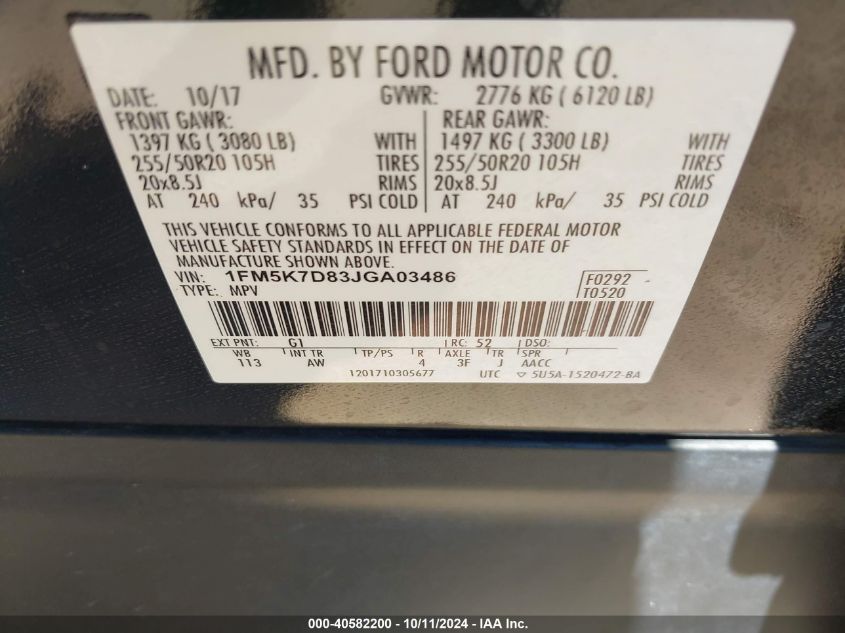 MFD. BY FORD MOTOR CO.
DATE: 10/17 GVWR: 2776 KG ( 6120 LB)
FRONT GAWR: REAR GAWR:
1397 KG ( 3080 LB) WITH 1497 KG ( 3300 LB) WITH
255/50R20 105H TIRES 255/50R20 105H TIRES
20x8.5J RIMS 20x8.5J RIMS
AT 240 kPa/ 35 PSI COLD AT 240 kPa/ 35 PSI COLD
THIS VEHICLE CONFORMS TO ALL APPLICABLE FEDERAL MOTOR
VEHICLE SAFETY STANDARDS IN EFFECT ON THE DATE OF
MANUFACTURE SHOWN ABOVE.
VIN: 1FM5K7D83JGA03486 F0292
TYPE: MPV T0520
EXT PNT: G1 RC: 52 DSO:
WB INT TR TP/PS R AXLE TR SPR
113 AW 4 3F J AACC
1201710305677 UTC ▽ 5U5A-1520472-BA
000-40582200 - 10/11/2024 - IAA Inc.